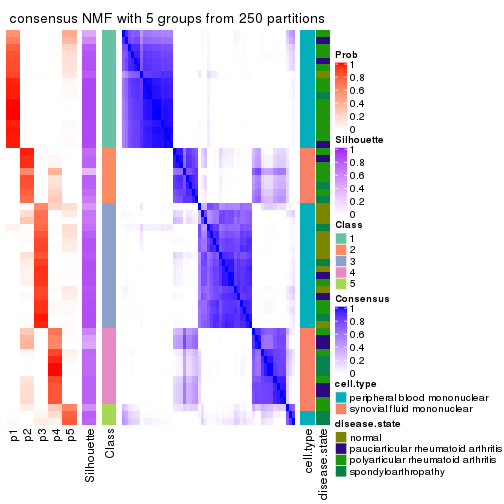 consensus NMF with 5 groups from 250 partitions
Prob
1
0.8
0.6
0.4
0.2
0
Silhouette
1
0.8
0.6
0.4
0.2
0
Class
1
2
3
4
5
Consensus
1
0.8
0.6
0.4
0.2
0
cell.type
peripheral blood mononuclear
synovial fluid mononuclear
disease.state
normal
pauciarticular rheumatoid arthritis
polyarticular rheumatoid arthritis
spondyloarthropathy
p1
p2
p3
p4
p5
Silhouette
Class
cell.type
disease.state